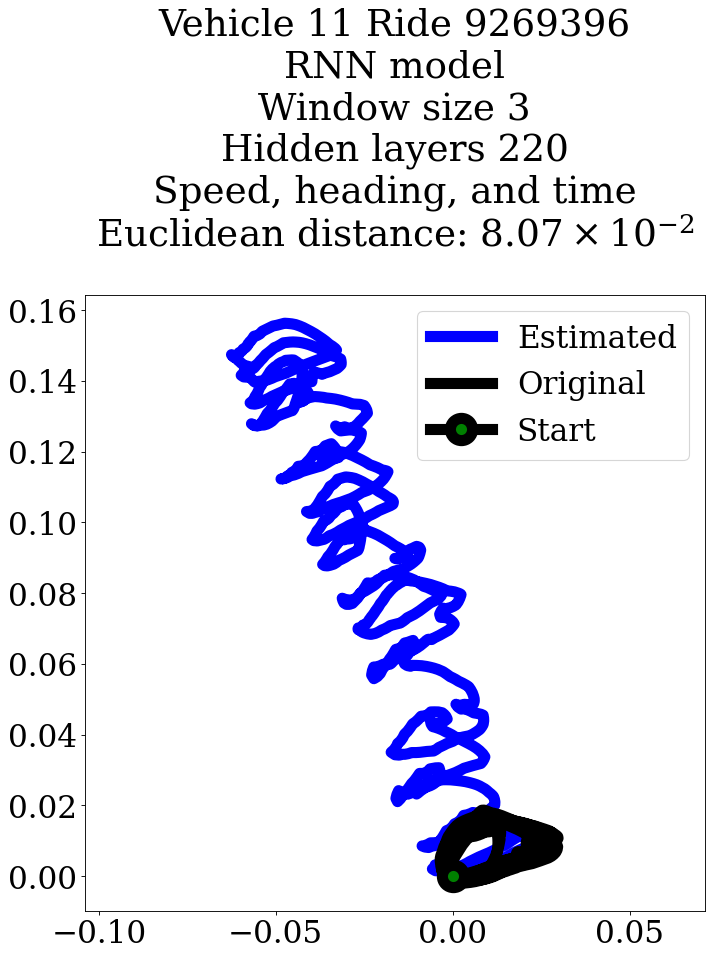 Vehicle 11 Ride 9269396
RNN model
Window size 3
Hidden layers 220
Speed, heading, and time
Euclidean distance: 8.07 × 10⁻²
0.16
0.14
0.12
0.10
0.08
0.06
0.04
0.02
0.00
Estimated
Original
Start
−0.10 −0.05 0.00 0.05